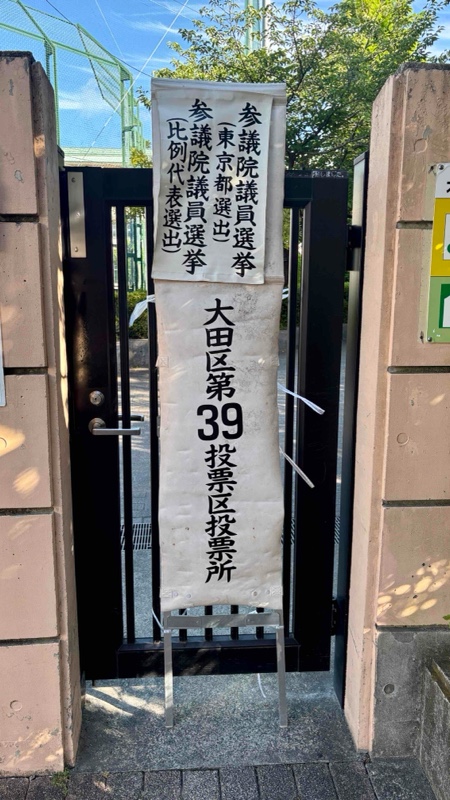 参議院議員選挙
（東京都選出）
参議院議員選挙
（比例代表選出）
大田区第39投票区投票所